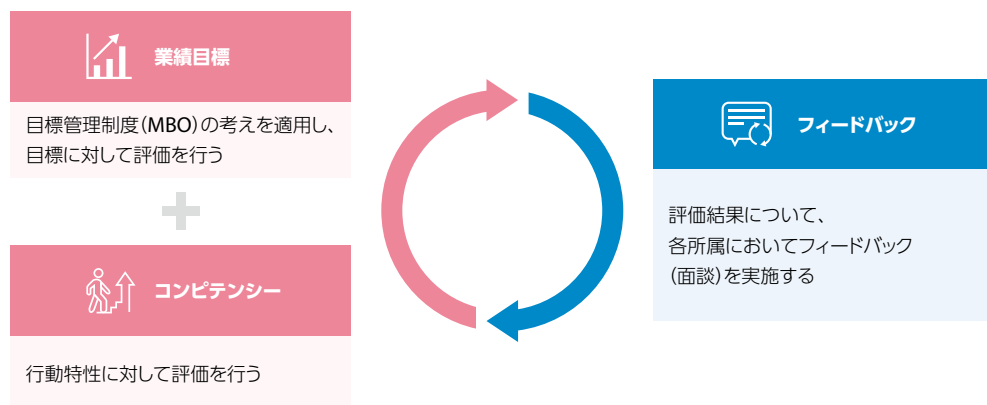 業績目標
目標管理制度(MBO)の考えを適用し、
目標に対して評価を行う
コンピテンシー
行動特性に対して評価を行う
フィードバック
評価結果について、
各所属においてフィードバック
(面談)を実施する